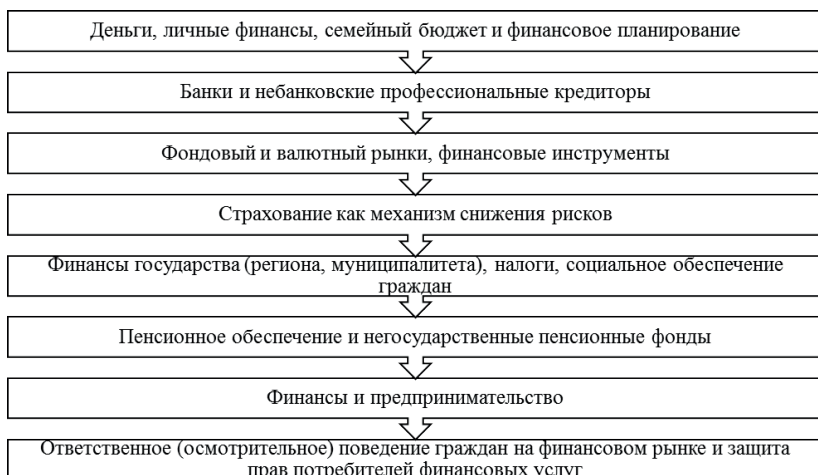 Деньги, личные финансы, семейный бюджет и финансовое планирование
Банки и небанковские профессиональные кредиторы
Фондовый и валютный рынки, финансовые инструменты
Страхование как механизм снижения рисков
Финансы государства (региона, муниципалитета), налоги, социальное обеспечение
граждан
Пенсионное обеспечение и негосударственные пенсионные фонды
Финансы и предпринимательство
Ответственное (осмотрительное) поведение граждан на финансовом рынке и защита
прав потребителей финансовых услуг